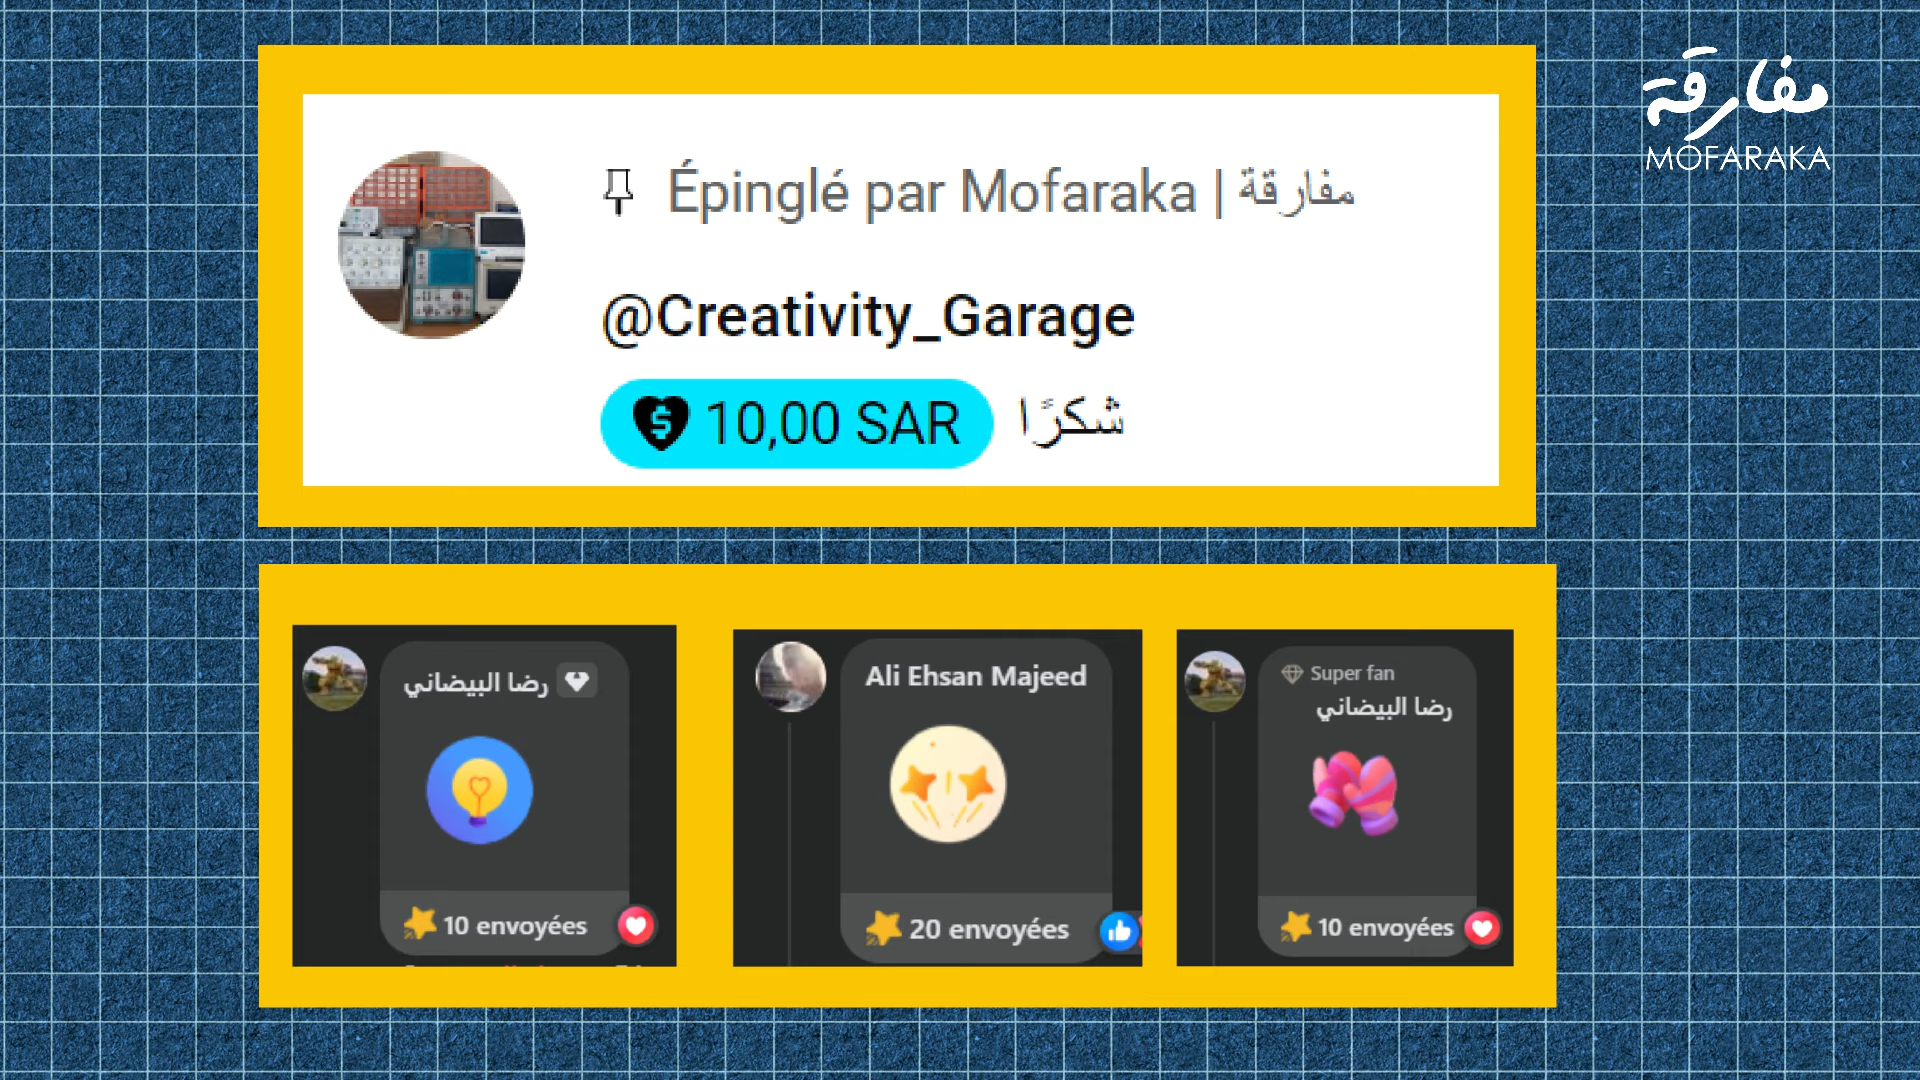 مفارقة
MOFARAKA
Épinglé par Mofaraka | مفارقة
@Creativity_Garage
10,00 SAR شكرًا
رضا البيضاني
10 envoyées
Ali Ehsan Majeed
20 envoyées
Super fan
رضا البيضاني
10 envoyées